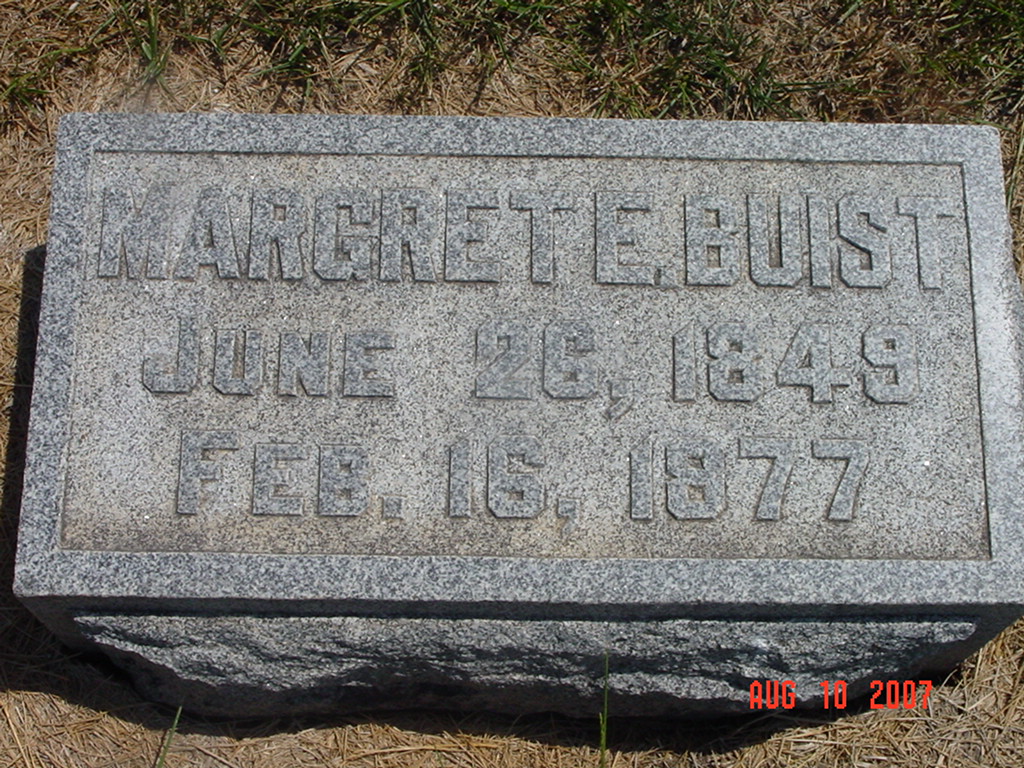 MARGRET E. BUIST
JUNE 26, 1849
FEB. 16, 1877
AUG 10 2007